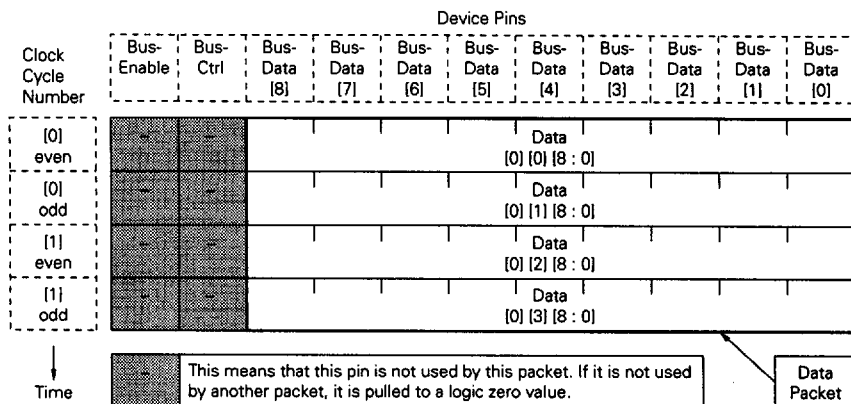 Device Pins
Clock
Cycle
Number
Bus-
Enable
Bus-
Ctrl
Bus-
Data
[8]
Bus-
Data
[7]
Bus-
Data
[6]
Bus-
Data
[5]
Bus-
Data
[4]
Bus-
Data
[3]
Bus-
Data
[2]
Bus-
Data
[1]
Bus-
Data
[0]
[0]
even
-
-
Data
[0] [0] [8 : 0]
[0]
odd
-
-
Data
[0] [1] [8 : 0]
[1]
even
-
-
Data
[0] [2] [8 : 0]
[1]
odd
-
-
Data
[0] [3] [8 : 0]
Time
-
This means that this pin is not used by this packet. If it is not used
by another packet, it is pulled to a logic zero value.
Data
Packet